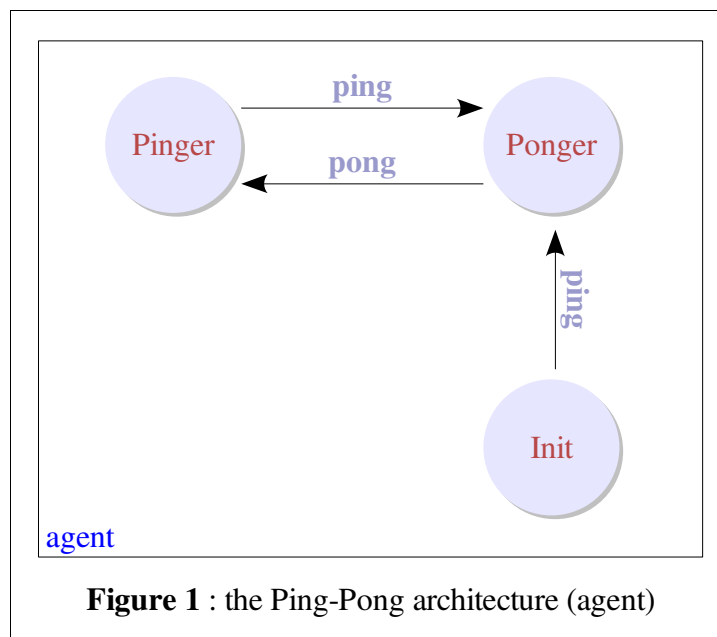 ping
Pinger
Ponger
pong
ping
Init
agent
Figure 1 : the Ping-Pong architecture (agent)